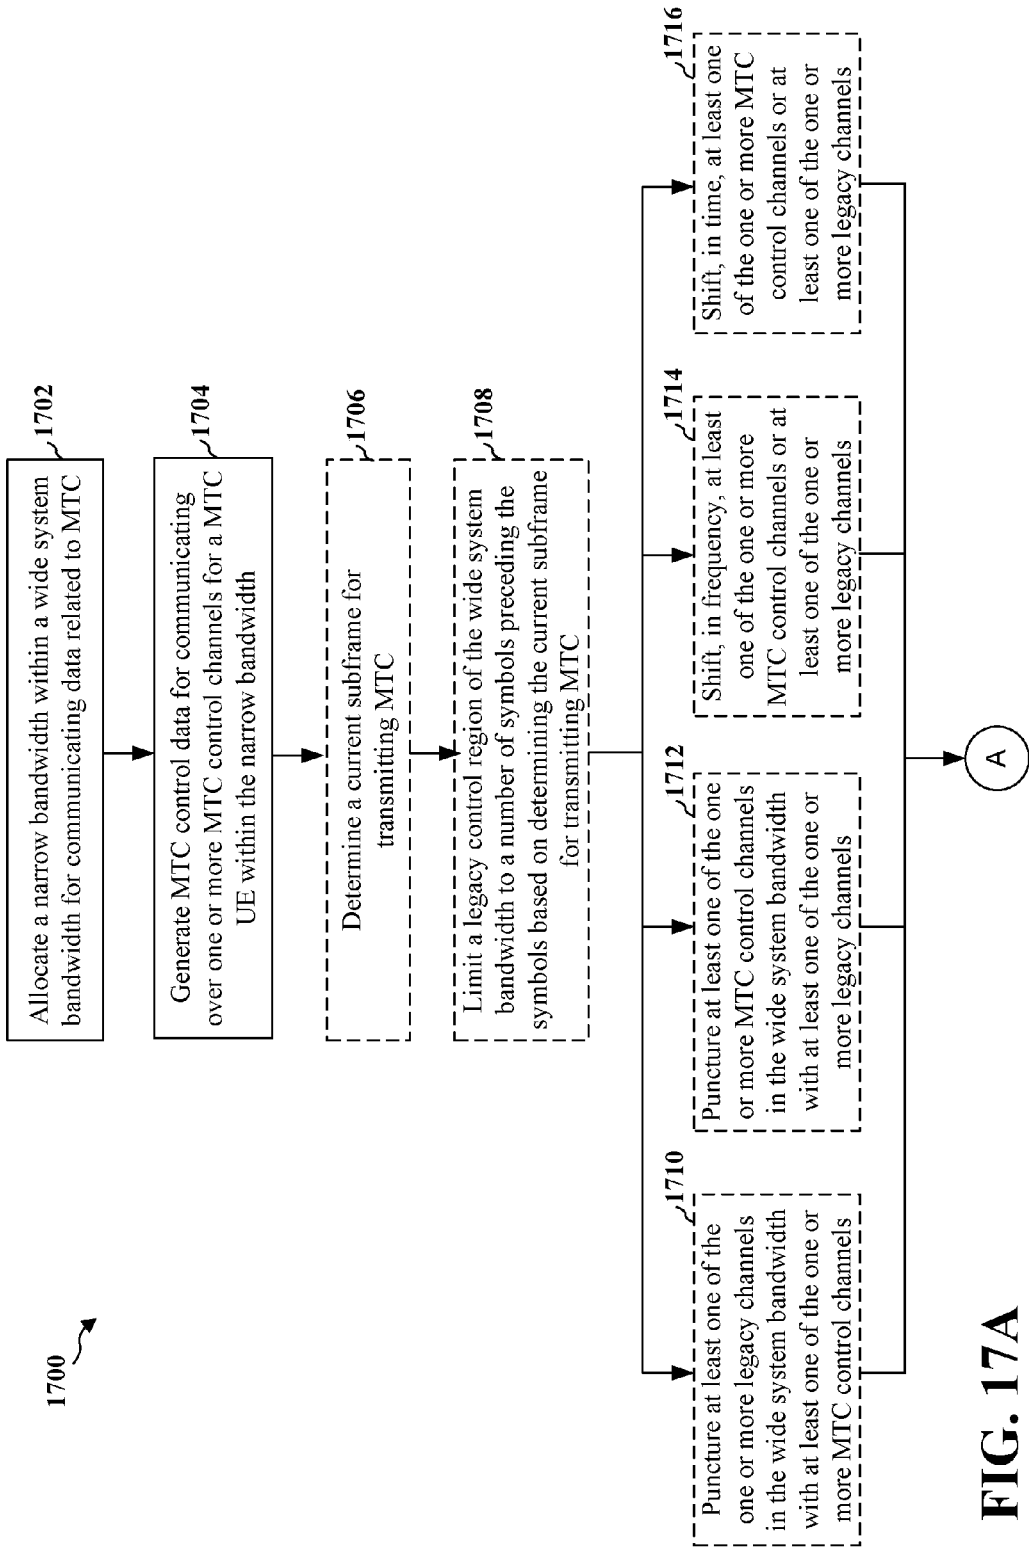 1700
1702
Allocate a narrow bandwidth within a wide system
bandwidth for communicating data related to MTC
1704
Generate MTC control data for communicating
over one or more MTC control channels for a MTC
UE within the narrow bandwidth
1706
Determine a current subframe for
transmitting MTC
1708
Limit a legacy control region of the wide system
bandwidth to a number of symbols preceding the
symbols based on determining the current subframe
for transmitting MTC
1710
Puncture at least one of the
one or more legacy channels
in the wide system bandwidth
with at least one of the one or
more MTC control channels
1712
Puncture at least one of the one
or more MTC control channels
in the wide system bandwidth
with at least one of the one or
more legacy channels
1714
Shift, in frequency, at least
one of the one or more
MTC control channels or at
least one of the one or
more legacy channels
1716
Shift, in time, at least one
of the one or more MTC
control channels or at
least one of the one or
more legacy channels
A
FIG. 17A